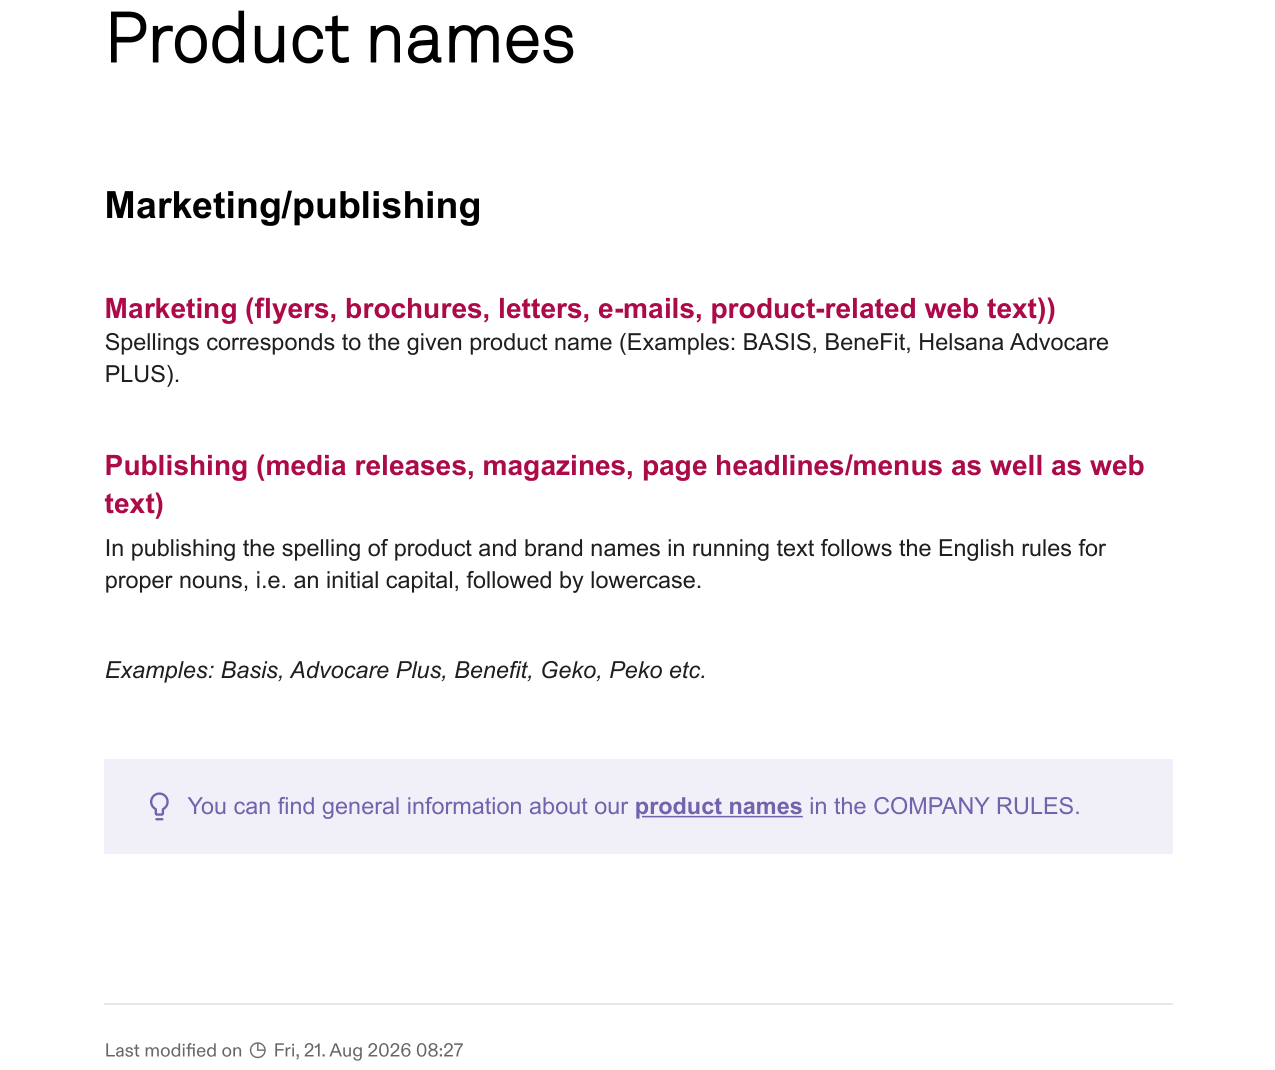 Product names
Marketing/publishing
Marketing (flyers, brochures, letters, e-mails, product-related web text))
Spellings corresponds to the given product name (Examples: BASIS, BeneFit, Helsana Advocare
PLUS).
Publishing (media releases, magazines, page headlines/menus as well as web
text)
In publishing the spelling of product and brand names in running text follows the English rules for
proper nouns, i.e. an initial capital, followed by lowercase.
Examples: Basis, Advocare Plus, Benefit, Geko, Peko etc.
You can find general information about our product names in the COMPANY RULES.
Last modified on Fri, 21. Aug 2026 08:27